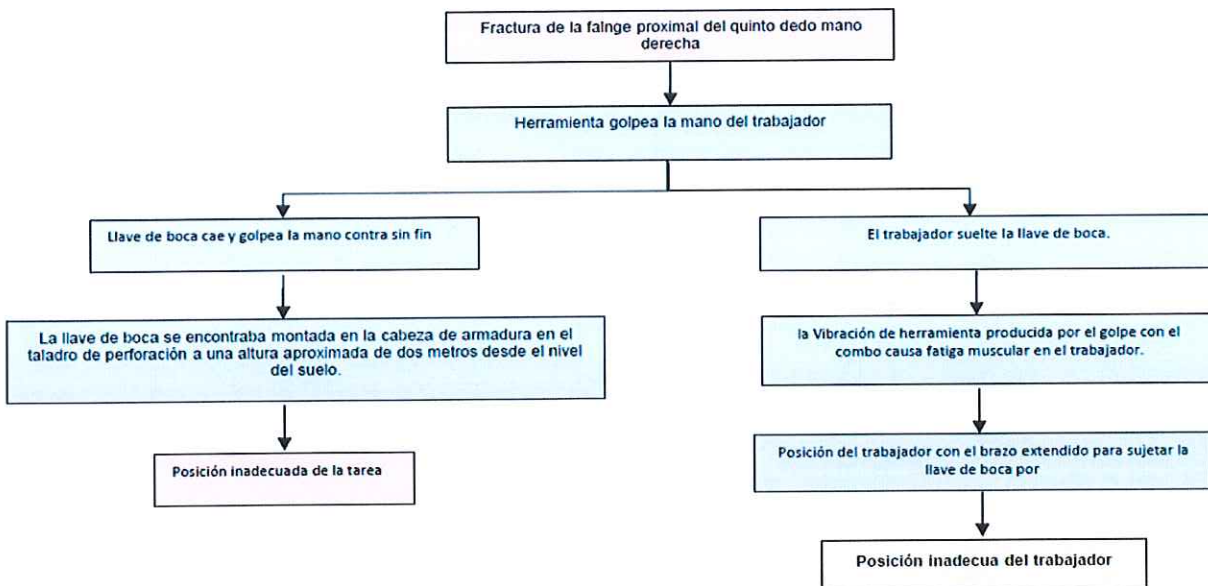 Fractura de la falnge proximal del quinto dedo mano
derecha
Herramienta golpea la mano del trabajador
Llave de boca cae y golpea la mano contra sin fin
El trabajador suelte la llave de boca.
La llave de boca se encontraba montada en la cabeza de armadura en el
taladro de perforación a una altura aproximada de dos metros desde el nivel
del suelo.
la Vibración de herramienta producida por el golpe con el
combo causa fatiga muscular en el trabajador.
Posición inadecuada de la tarea
Posición del trabajador con el brazo extendido para sujetar la
llave de boca por
Posición inadecua del trabajador